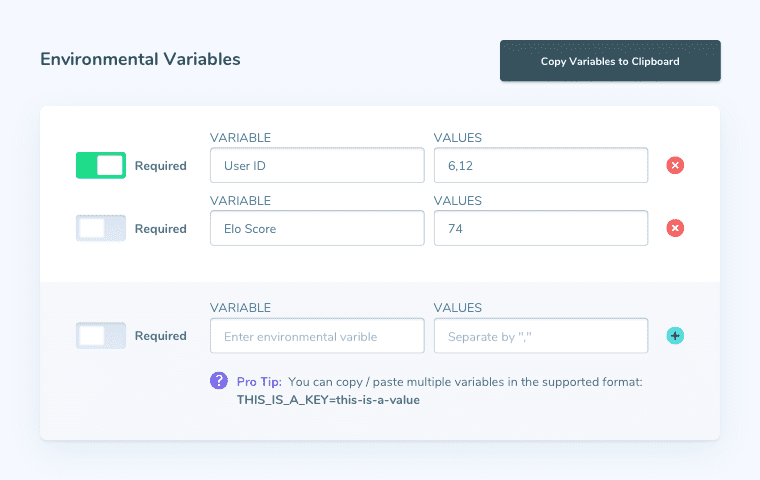 Environmental Variables
Copy Variables to Clipboard
VARIABLE VALUES
Required User ID 6,12
VARIABLE VALUES
Required Elo Score 74
VARIABLE VALUES
Required Enter environmental varible Separate by ","
? Pro Tip: You can copy / paste multiple variables in the supported format:
THIS_IS_A_KEY=this-is-a-value